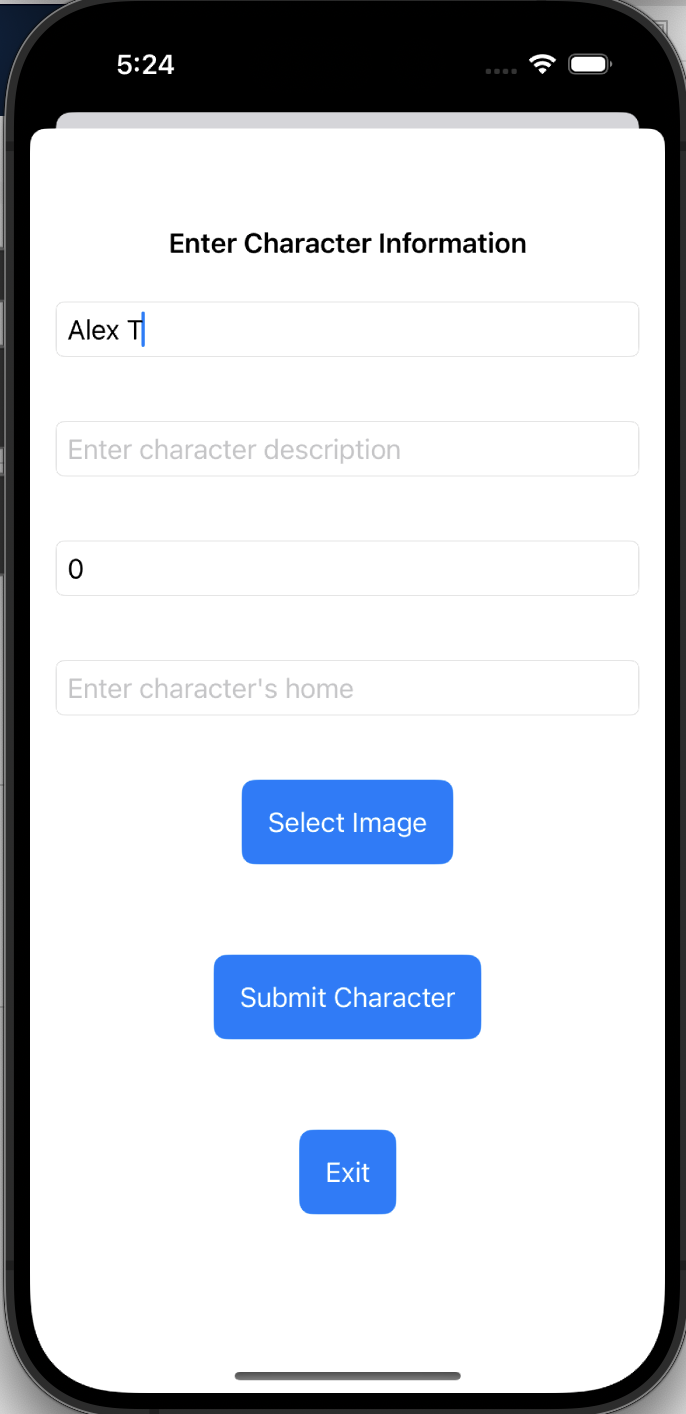 5:24
Enter Character Information
Alex T
Enter character description
0
Enter character's home
Select Image
Submit Character
Exit